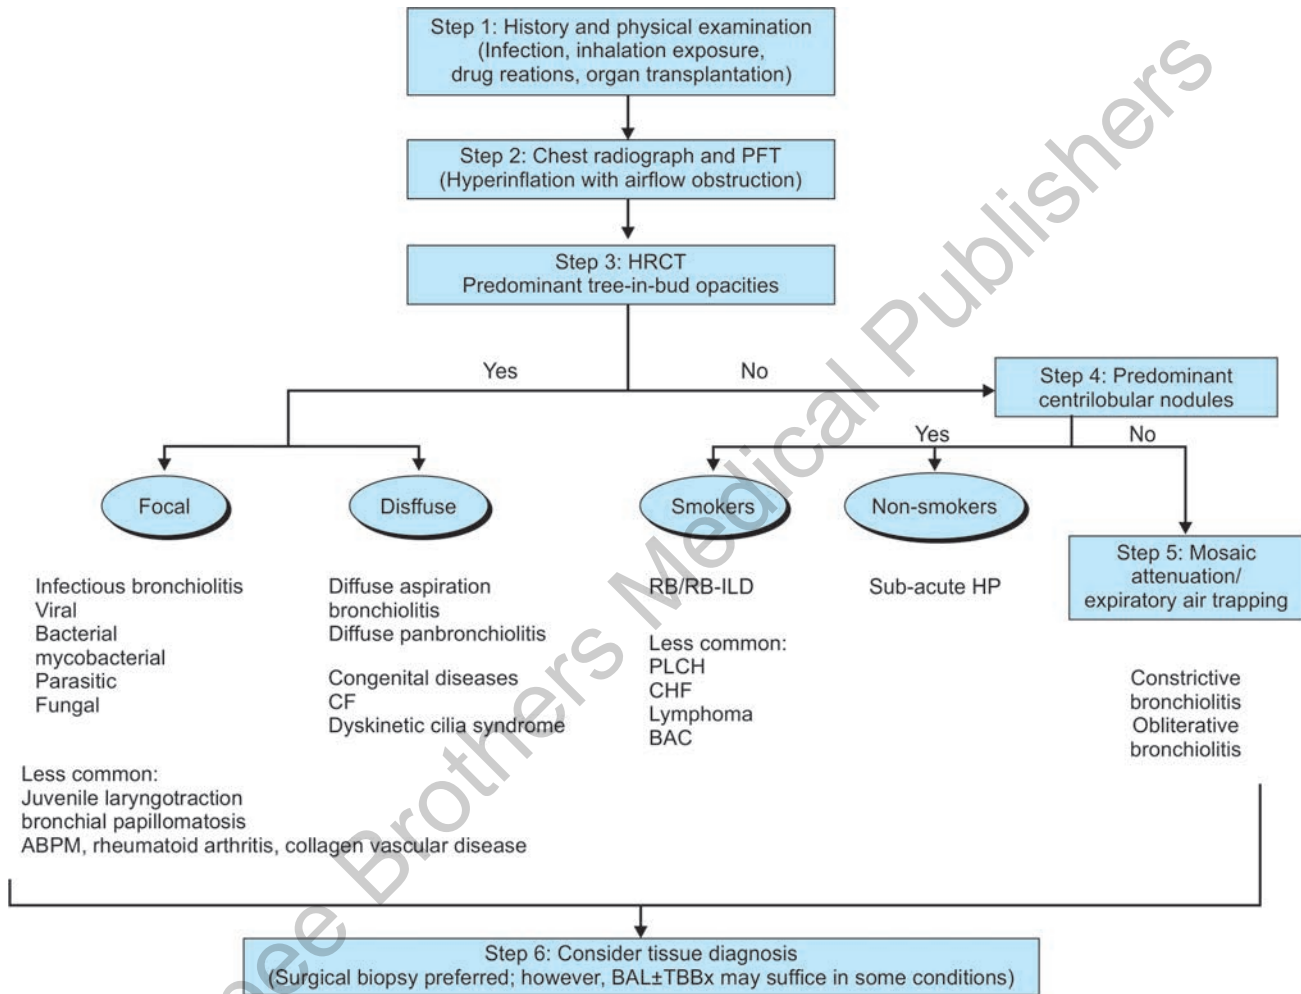 Step 1: History and physical examination
(Infection, inhalation exposure,
drug reations, organ transplantation)
Step 2: Chest radiograph and PFT
(Hyperinflation with airflow obstruction)
Step 3: HRCT
Predominant tree-in-bud opacities
Yes
No
Step 4: Predominant
centrilobular nodules
Yes
No
Focal
Disffuse
Smokers
Non-smokers
Step 5: Mosaic
attenuation/
expiratory air trapping
Infectious bronchiolitis
Viral
Bacterial
mycobacterial
Parasitic
Fungal
Less common:
Juvenile laryngotraction
bronchial papillomatosis
ABPM, rheumatoid arthritis, collagen vascular disease
Diffuse aspiration
bronchiolitis
Diffuse panbronchiolitis
Congenital diseases
CF
Dyskinetic cilia syndrome
RB/RB-ILD
Less common:
PLCH
CHF
Lymphoma
BAC
Sub-acute HP
Constrictive
bronchiolitis
Obliterative
bronchiolitis
Step 6: Consider tissue diagnosis
(Surgical biopsy preferred; however, BAL±TBBx may suffice in some conditions)
ee Brothers Medical Publishers